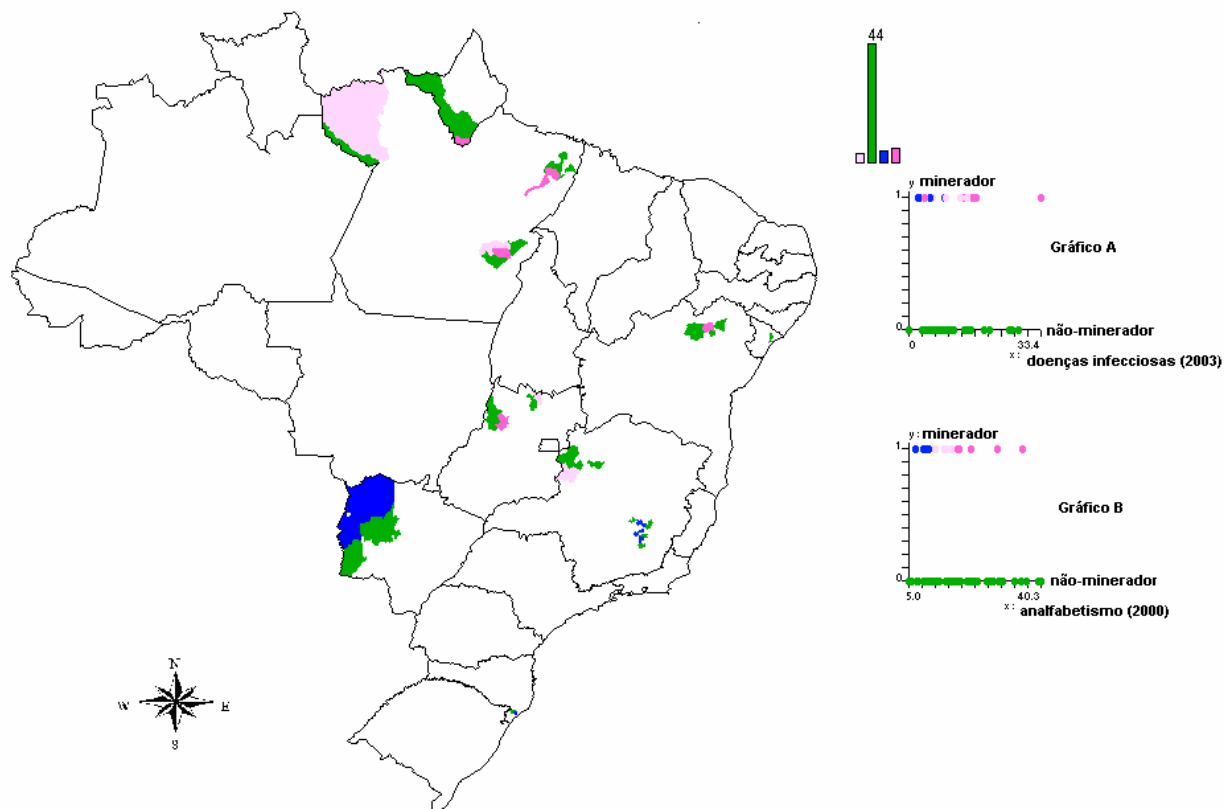 44
y minerador
1
Gráfico A
0 não-minerador
0 33.4
x : doenças infecciosas (2003)
y : minerador
1
Gráfico B
0 não-minerador
5.0 40.3
x : analfabetismo (2000)
N
W E
S